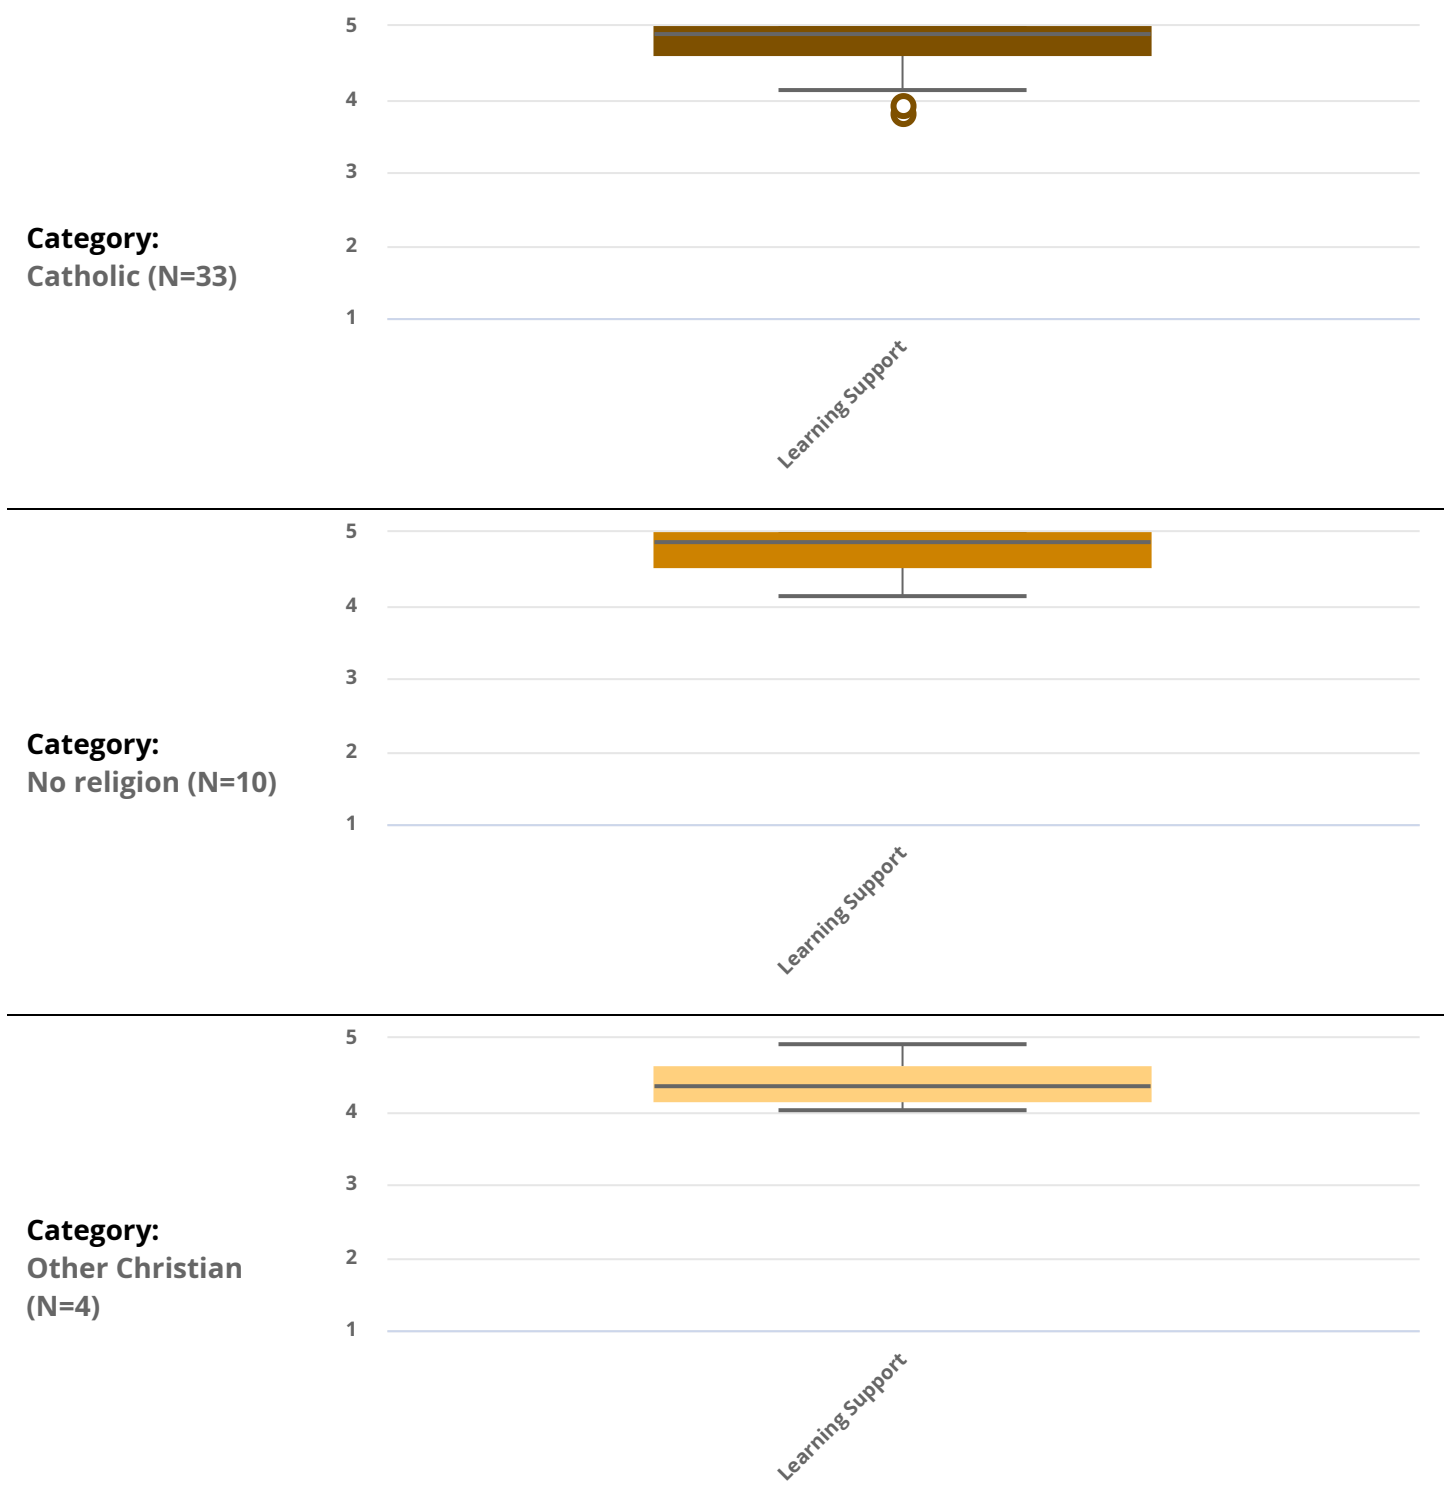 5
4
3
2
1
Category:
Catholic (N=33)
Learning Support
5
4
3
2
1
Category:
No religion (N=10)
Learning Support
5
4
3
2
1
Category:
Other Christian
(N=4)
Learning Support